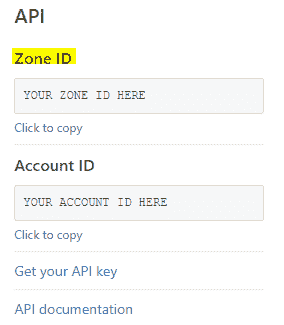 API
Zone ID
YOUR ZONE ID HERE
Click to copy
Account ID
YOUR ACCOUNT ID HERE
Click to copy
Get your API key
API documentation